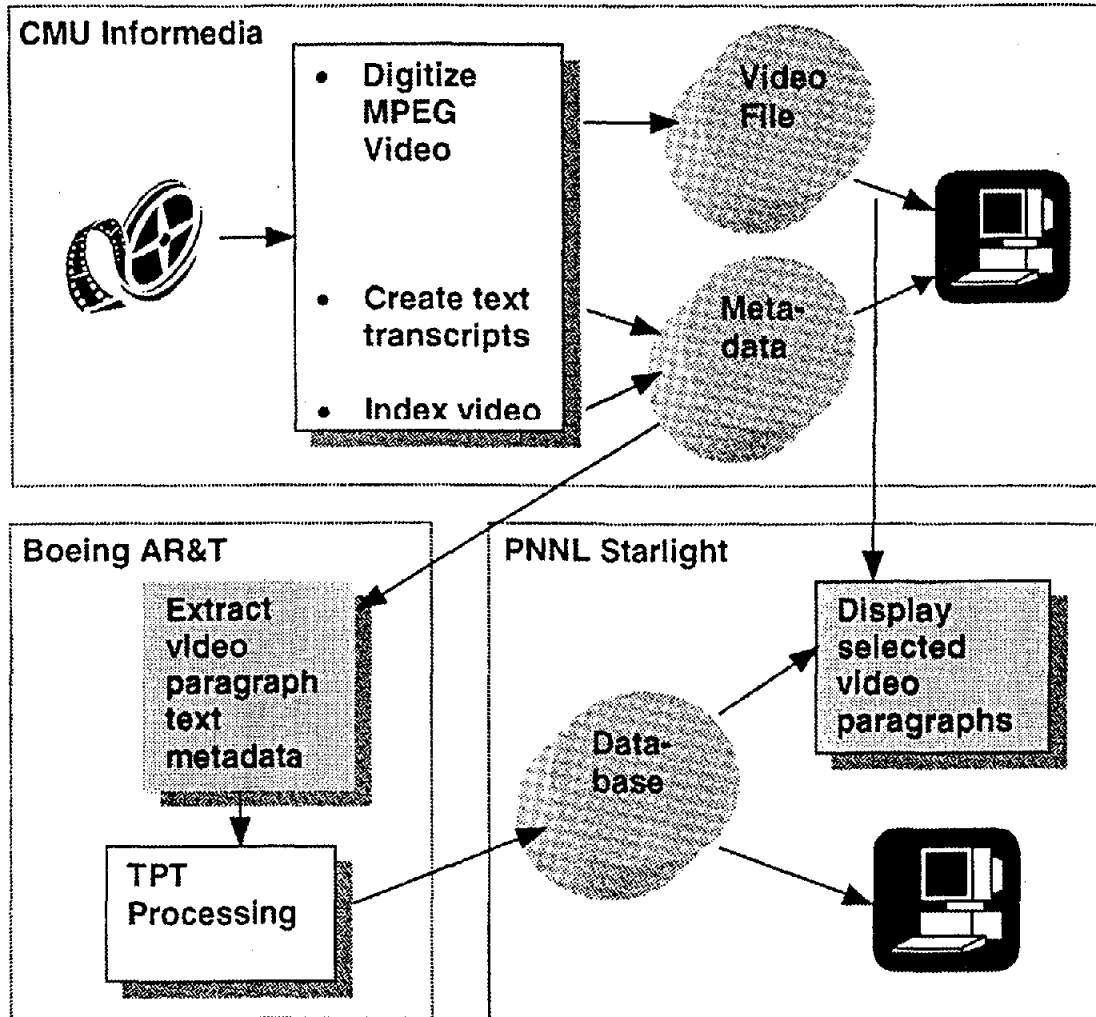 CMU Informedia
• Digitize
MPEG
Video
• Create text
transcripts
• Index video
Video
File
Meta-
data
Boeing AR&T
Extract
video
paragraph
text
metadata
TPT
Processing
PNNL Starlight
Data-
base
Display
selected
video
paragraphs